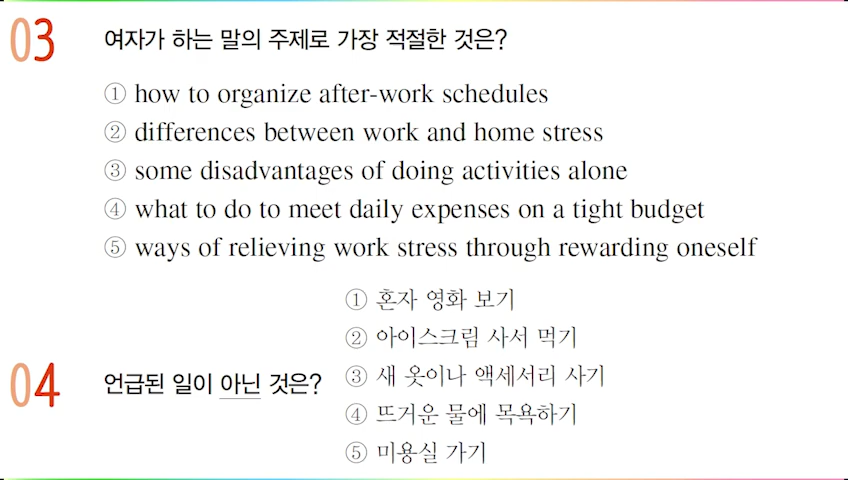 03 여자가 하는 말의 주제로 가장 적절한 것은?
① how to organize after-work schedules
② differences between work and home stress
③ some disadvantages of doing activities alone
④ what to do to meet daily expenses on a tight budget
⑤ ways of relieving work stress through rewarding oneself
04 언급된 일이 아닌 것은?
① 혼자 영화 보기
② 아이스크림 사서 먹기
③ 새 옷이나 액세서리 사기
④ 뜨거운 물에 목욕하기
⑤ 미용실 가기